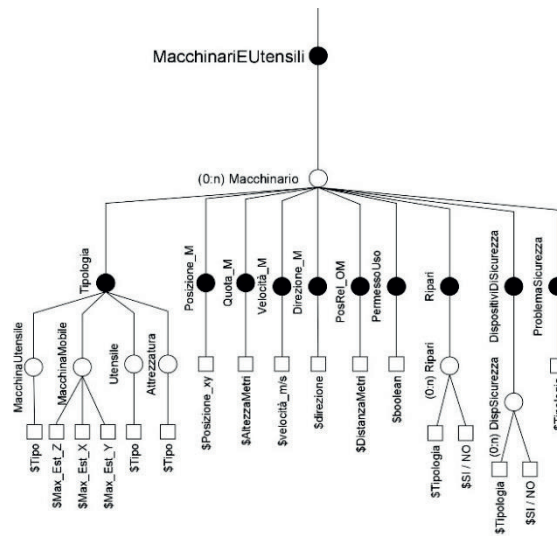 MacchinariEUtensili
(0:n) Macchinario
Tipologia
Posizione_M
Quota_M
Velocità_M
Direzione_M
PosRel_OM
PermessoUso
Ripari
DispositiviDiSicurezza
ProblemaSicurezza
MacchinaUtensile
MacchinaMobile
Utensile
Attrezzatura
(0:n) Ripari
(0:n) DispSicurezza
$Posizione_xy
$AltezzaMetri
$velocità_m/s
$direzione
$DistanzaMetri
$boolean
$Tipologia
$Tipo
$Max_Est_Z
$Max_Est_X
$Max_Est_Y
$Tipo
$Tipo
$Tipologia
$SI / NO
$Tipologia
$SI / NO